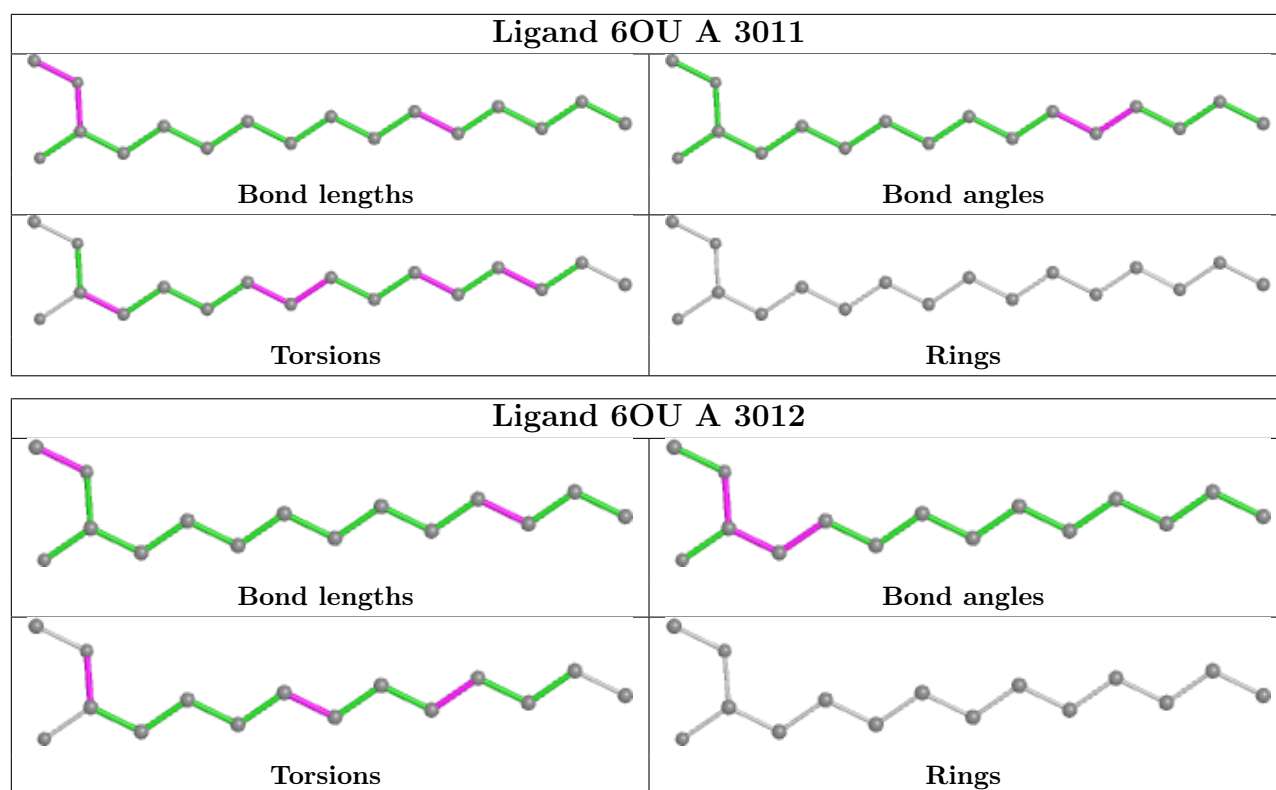 Ligand 6OU A 3011
Bond lengths
Bond angles
Torsions
Rings
Ligand 6OU A 3012
Bond lengths
Bond angles
Torsions
Rings